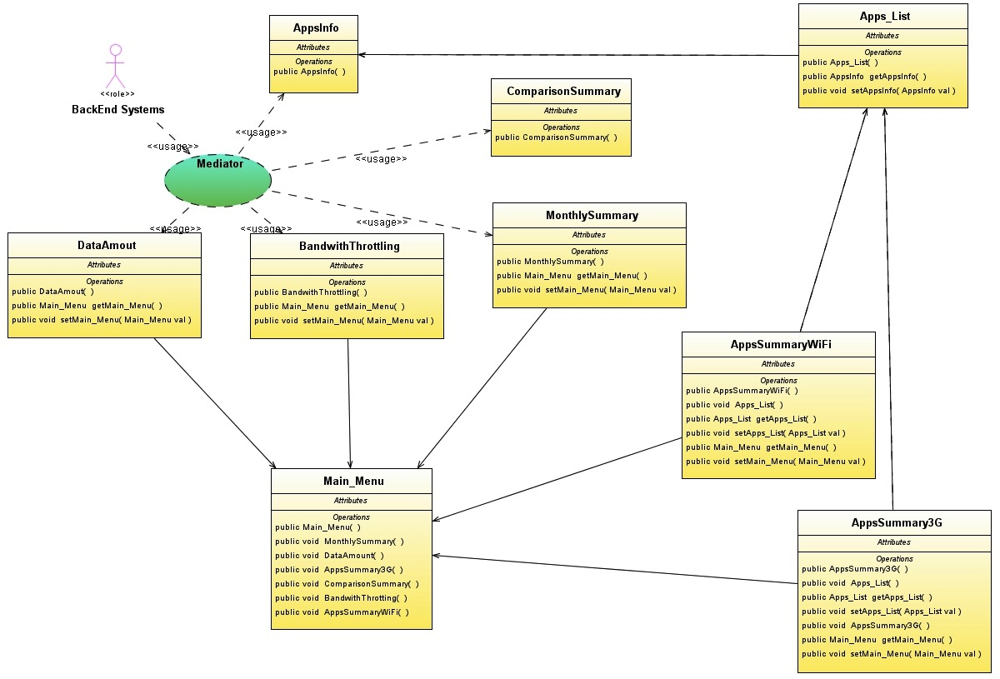 AppsInfo
Attributes
Operations
public AppsInfo(  )
Apps_List
Attributes
Operations
public Apps_List(  )
public AppsInfo  getAppsInfo(  )
public void  setAppsInfo( AppsInfo val )
<<role>>
BackEnd Systems
ComparisonSummary
Attributes
Operations
public ComparisonSummary(  )
<<usage>>
<<usage>>
<<usage>>
Mediator
<<usage>>
<<usage>>
<<usage>>
MonthlySummary
Attributes
Operations
public MonthlySummary(  )
public Main_Menu  getMain_Menu(  )
public void  setMain_Menu( Main_Menu val )
DataAmout
Attributes
Operations
public DataAmout(  )
public Main_Menu  getMain_Menu(  )
public void  setMain_Menu( Main_Menu val )
BandwithThrottling
Attributes
Operations
public BandwithThrottling(  )
public Main_Menu  getMain_Menu(  )
public void  setMain_Menu( Main_Menu val )
AppsSummaryWiFi
Attributes
Operations
public AppsSummaryWiFi(  )
public void  Apps_List(  )
public Apps_List  getApps_List(  )
public void  setApps_List( Apps_List val )
public Main_Menu  getMain_Menu(  )
public void  setMain_Menu( Main_Menu val )
Main_Menu
Attributes
Operations
public Main_Menu(  )
public void  MonthlySummary(  )
public void  DataAmount(  )
public void  AppsSummary3G(  )
public void  ComparisonSummary(  )
public void  BandwithThrotting(  )
public void  AppsSummaryWiFi(  )
AppsSummary3G
Attributes
Operations
public AppsSummary3G(  )
public void  Apps_List(  )
public Apps_List  getApps_List(  )
public void  setApps_List( Apps_List val )
public void  AppsSummary3G(  )
public Main_Menu  getMain_Menu(  )
public void  setMain_Menu( Main_Menu val )